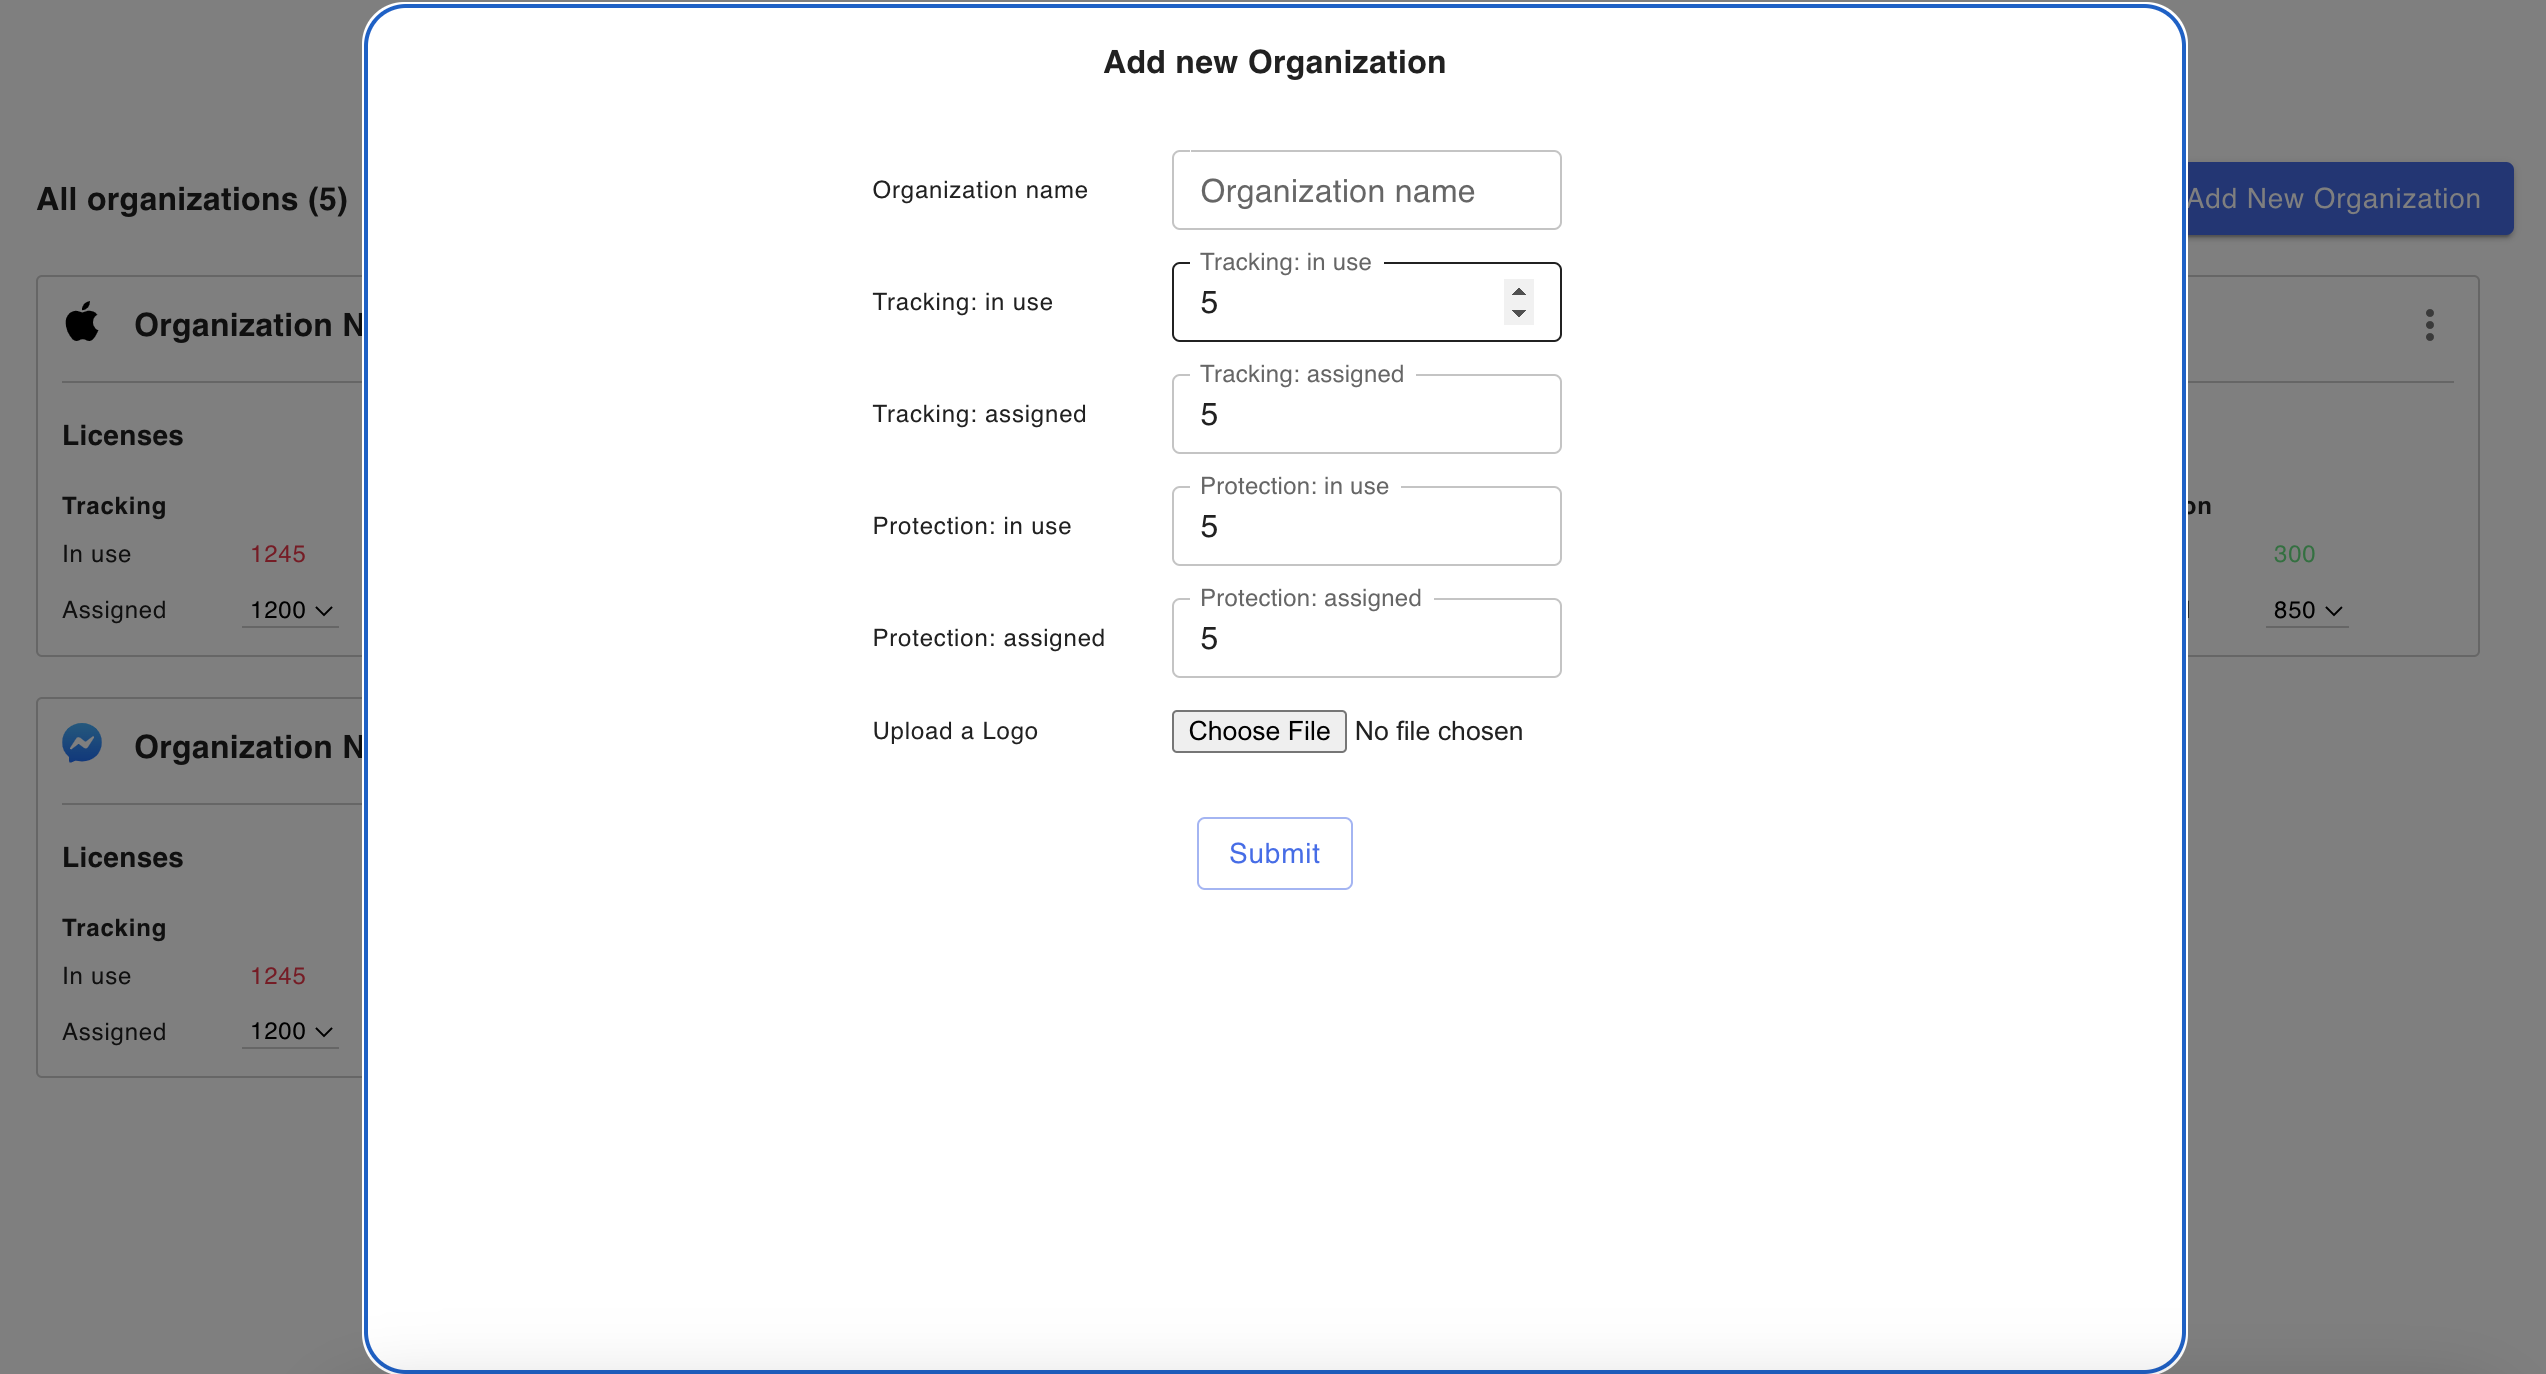 Add new Organization
All organizations (5)
Add New Organization
Organization name
Organization name
Tracking: in use
Tracking: in use
5
Tracking: assigned
Tracking: assigned
5
Protection: in use
Protection: in use
5
Protection: assigned
Protection: assigned
5
Upload a Logo
Choose File No file chosen
Submit
Organization N
Licenses
Tracking
In use 1245
Assigned 1200
300
850
Organization N
Licenses
Tracking
In use 1245
Assigned 1200